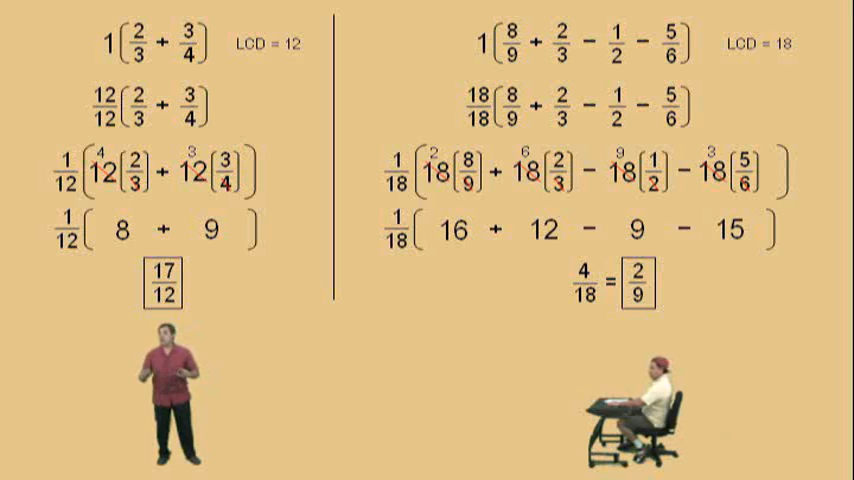 1(2/3 + 3/4) LCD = 12
12/12(2/3 + 3/4)
1/12(4 12(2/3) + 3 12(3/4))
1/12( 8 + 9 )
17/12
1(8/9 + 2/3 − 1/2 − 5/6) LCD = 18
18/18(8/9 + 2/3 − 1/2 − 5/6)
1/18(2 18(8/9) + 6 18(2/3) − 9 18(1/2) − 3 18(5/6))
1/18( 16 + 12 − 9 − 15 )
4/18 = 2/9